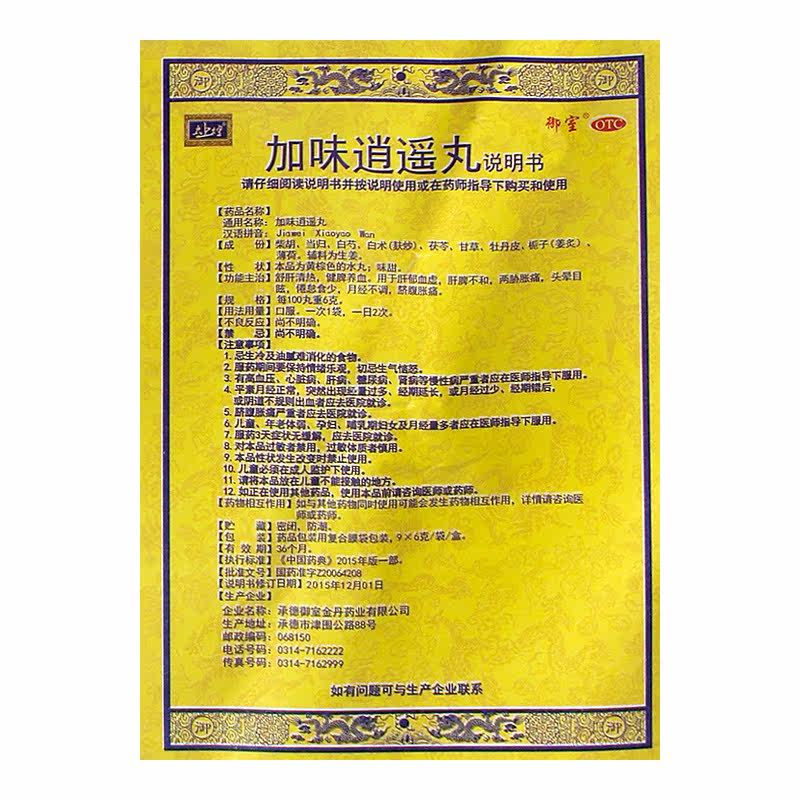 御
御
御室®
OTC
加味逍遥丸说明书
请仔细阅读说明书并按说明使用或在药师指导下购买和使用
【药品名称】
通用名称：加味逍遥丸
汉语拼音：Jiawei Xiaoyao Wan
【成 份】柴胡、当归、白芍、白术(麸炒)、茯苓、甘草、牡丹皮、栀子(姜炙)、
薄荷。辅料为生姜。
【性 状】本品为黄棕色的水丸；味甜。
【功能主治】舒肝清热，健脾养血。用于肝郁血虚，肝脾不和，两胁胀痛，头晕目
眩，倦怠食少，月经不调，脐腹胀痛。
【规 格】每100丸重6克。
【用法用量】口服。一次1袋，一日2次。
【不良反应】尚不明确。
【禁 忌】尚不明确。
【注意事项】
1. 忌生冷及油腻难消化的食物。
2. 服药期间要保持情绪乐观，切忌生气恼怒。
3. 有高血压、心脏病、肝病、糖尿病、肾病等慢性病严重者应在医师指导下服用。
4. 平素月经正常，突然出现经量过多、经期延长，或月经过少、经期错后，
或阴道不规则出血者应去医院就诊。
5. 脐腹胀痛严重者应去医院就诊。
6. 儿童、年老体弱、孕妇、哺乳期妇女及月经量多者应在医师指导下服用。
7. 服药3天症状无缓解，应去医院就诊。
8. 对本品过敏者禁用，过敏体质者慎用。
9. 本品性状发生改变时禁止使用。
10. 儿童必须在成人监护下使用。
11. 请将本品放在儿童不能接触的地方。
12. 如正在使用其他药品，使用本品前请咨询医师或药师。
【药物相互作用】如与其他药物同时使用可能会发生药物相互作用，详情请咨询医
师或药师。
【贮 藏】密闭，防潮。
【包 装】药品包装用复合膜袋包装，9×6克/袋/盒。
【有 效 期】36个月。
【执行标准】《中国药典》2015年版一部。
【批准文号】国药准字Z20064208
【说明书修订日期】2015年12月01日
【生产企业】
企业名称：承德御室金丹药业有限公司
生产地址：承德市津围公路88号
邮政编码：068150
电话号码：0314-7162222
传真号码：0314-7162999
如有问题可与生产企业联系
御
御